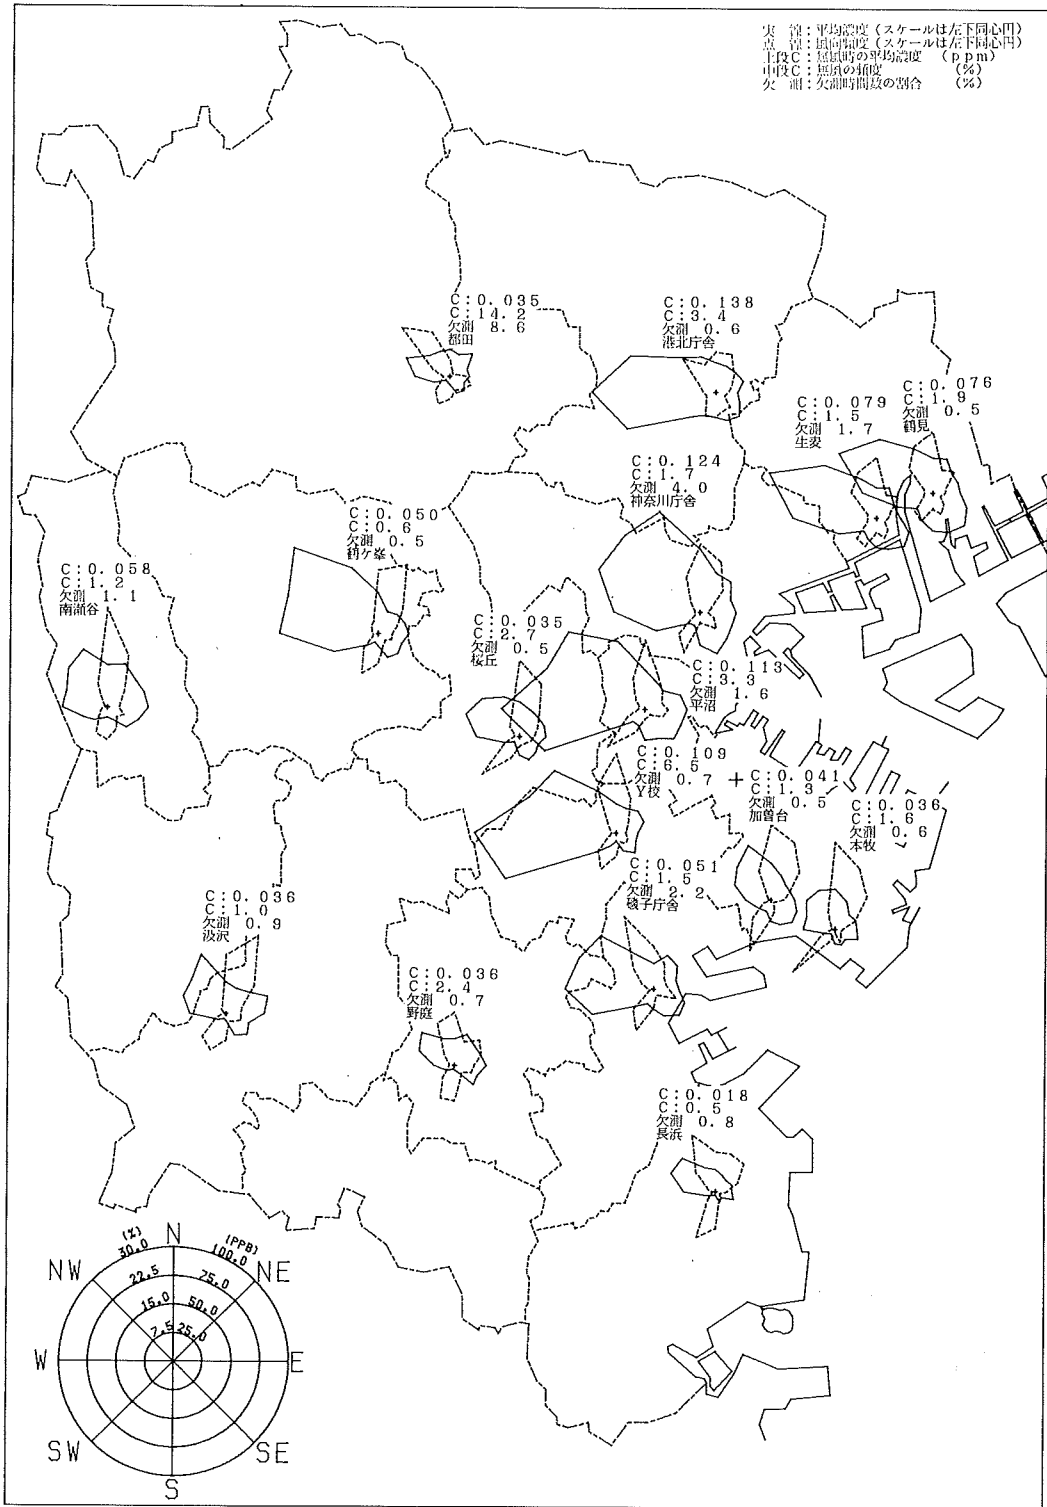 実 線：平均濃度（スケールは左下同心円）
点 線：風向頻度（スケールは左下同心円）
上段C：無風時の平均濃度 （ppm）
中段C：無風の頻度 （%）
欠 測：欠測時間数の割合 （%）
C：0．035
C：14．2
欠測 8．6
都田
C：0．138
C：3．4
欠測 0．6
港北庁舎
C：0．076
C：1．9
欠測 0．5
鶴見
C：0．079
C：1．5
欠測 1．7
生麦
C：0．124
C：1．7
欠測 4．0
神奈川庁舎
C：0．050
C：0．6
欠測 0．5
鶴ケ峯
C：0．058
C：1．2
欠測 1．1
南瀬谷
C：0．035
C：2．7
欠測 0．5
桜丘
C：0．113
C：3．3
欠測 1．6
平沼
C：0．109
C：6．5
欠測 0．7
Y校
C：0．041
C：1．3
欠測 0．5
加曽台
C：0．036
C：1．6
欠測 0．6
本牧
C：0．051
C：1．5
欠測 2．2
磯子庁舎
C：0．036
C：1．0
欠測 0．9
汲沢
C：0．036
C：2．4
欠測 0．7
野庭
C：0．018
C：0．5
欠測 0．8
長浜
(%) N (PPB)
30.0 100.0
NW 22.5 75.0 NE
15.0 50.0
7.5 25.0
W E
SW SE
S